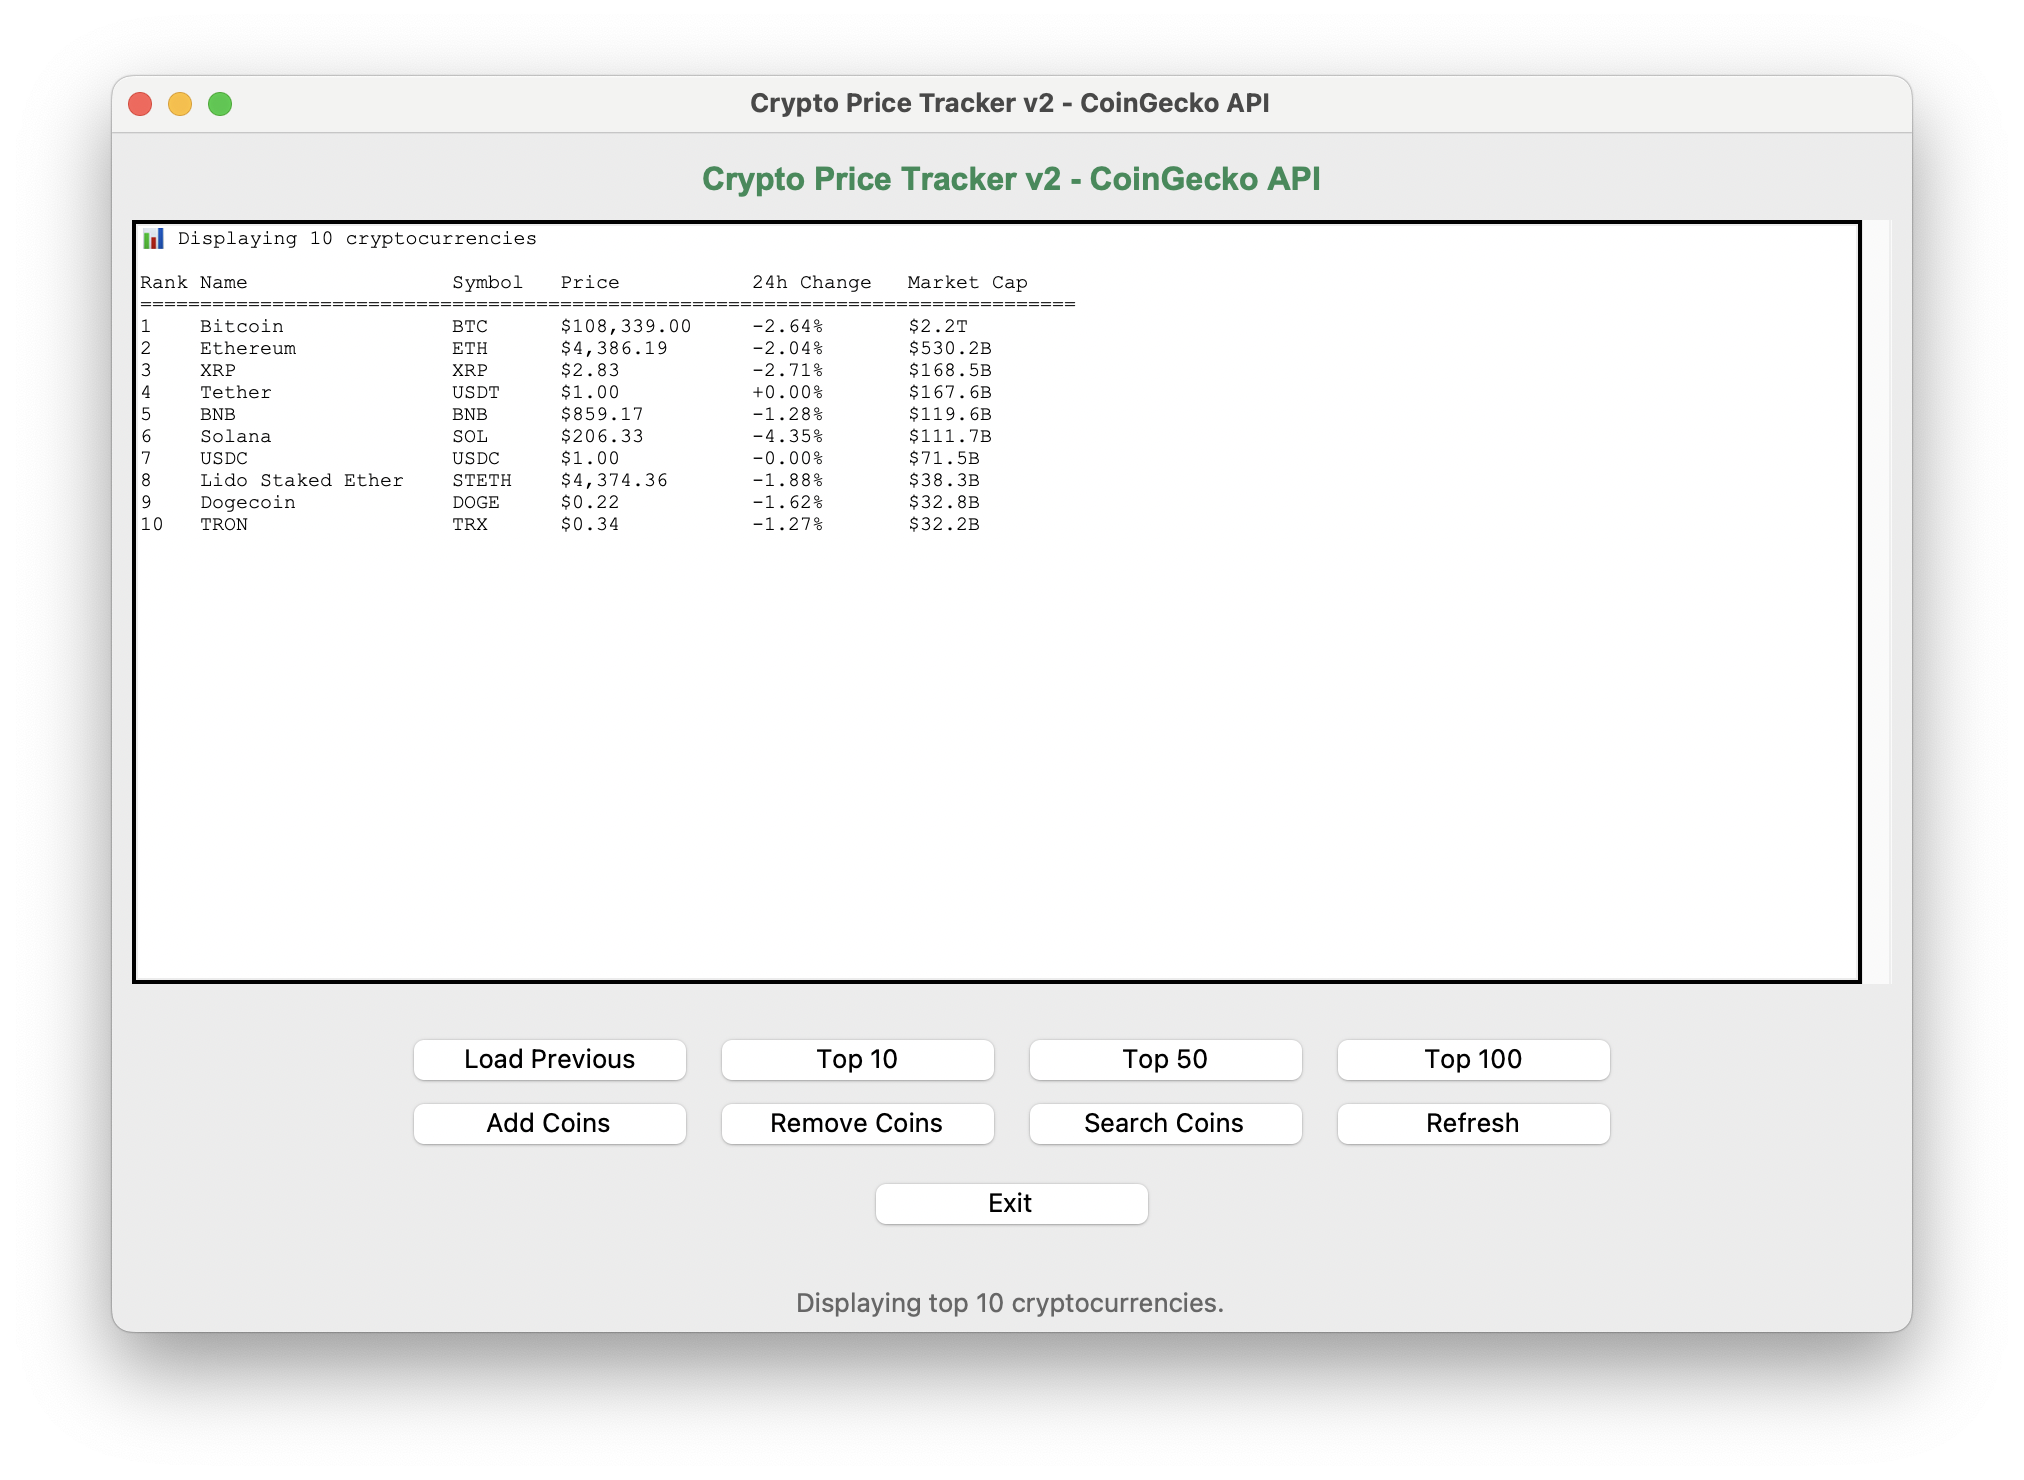 Crypto Price Tracker v2 - CoinGecko API
Crypto Price Tracker v2 - CoinGecko API
📊 Displaying 10 cryptocurrencies
Rank Name                 Symbol   Price           24h Change   Market Cap
==============================================================================
1    Bitcoin              BTC      $108,339.00     -2.64%       $2.2T
2    Ethereum             ETH      $4,386.19       -2.04%       $530.2B
3    XRP                  XRP      $2.83           -2.71%       $168.5B
4    Tether               USDT     $1.00           +0.00%       $167.6B
5    BNB                  BNB      $859.17         -1.28%       $119.6B
6    Solana               SOL      $206.33         -4.35%       $111.7B
7    USDC                 USDC     $1.00           -0.00%       $71.5B
8    Lido Staked Ether    STETH    $4,374.36       -1.88%       $38.3B
9    Dogecoin             DOGE     $0.22           -1.62%       $32.8B
10   TRON                 TRX      $0.34           -1.27%       $32.2B
Load Previous Top 10 Top 50 Top 100
Add Coins Remove Coins Search Coins Refresh
Exit
Displaying top 10 cryptocurrencies.